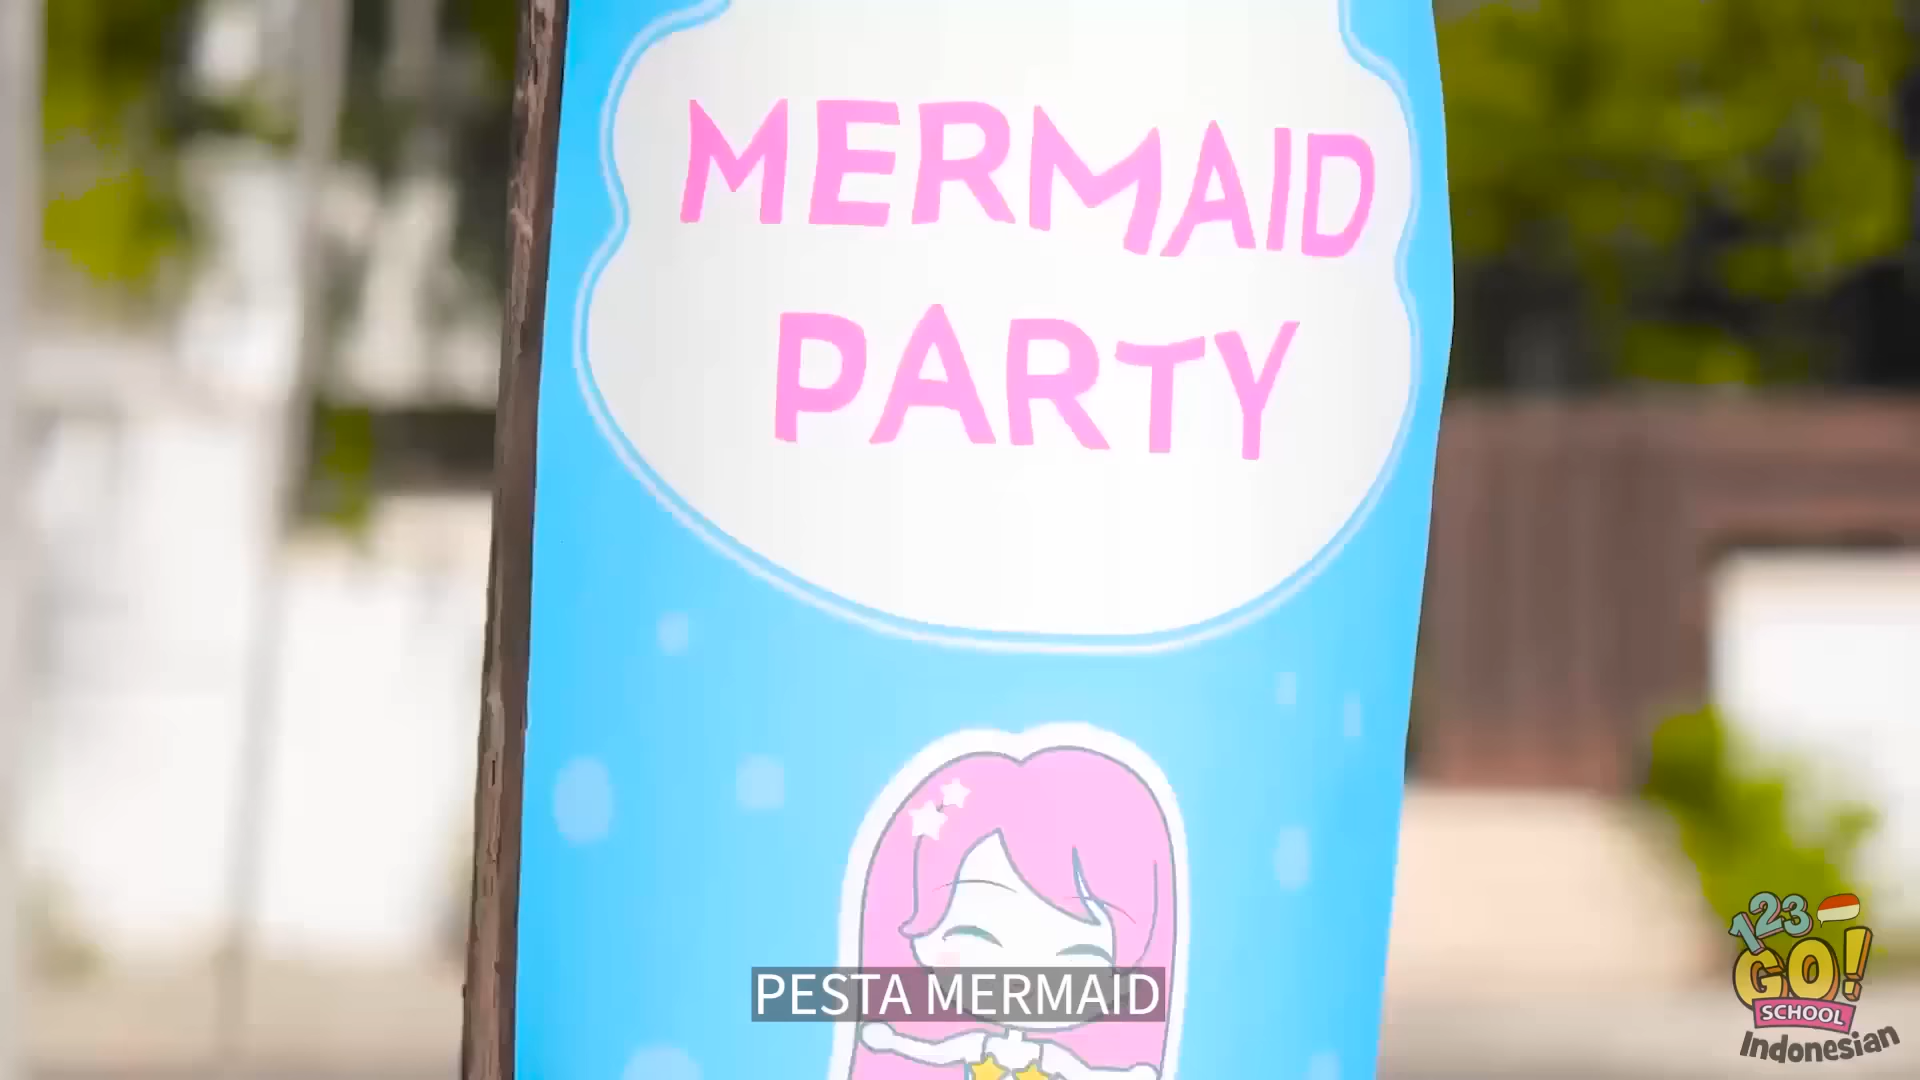 MERMAID
PARTY
PESTA MERMAID
123
GO!
SCHOOL
Indonesian